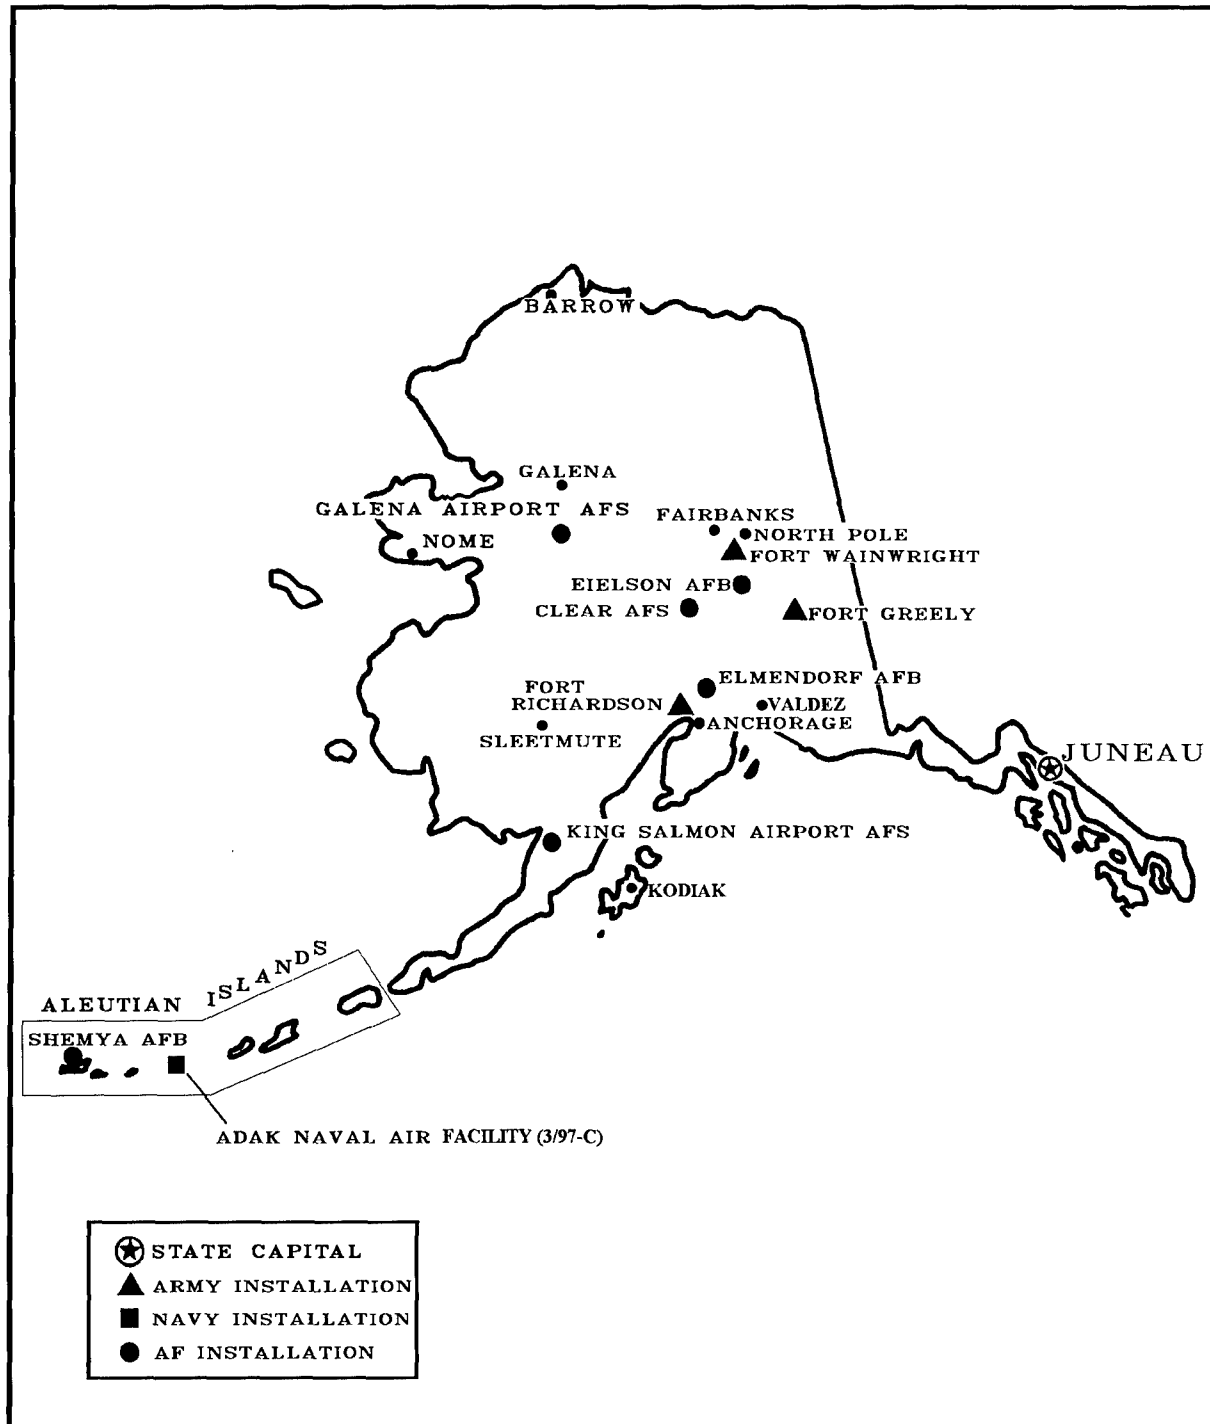 BARROW
GALENA
GALENA AIRPORT AFS
FAIRBANKS
NORTH POLE
NOME
FORT WAINWRIGHT
EIELSON AFB
CLEAR AFS
FORT GREELY
ELMENDORF AFB
FORT
RICHARDSON
VALDEZ
ANCHORAGE
SLEETMUTE
JUNEAU
KING SALMON AIRPORT AFS
KODIAK
ALEUTIAN ISLANDS
SHEMYA AFB
ADAK NAVAL AIR FACILITY (3/97-C)
STATE CAPITAL
ARMY INSTALLATION
NAVY INSTALLATION
AF INSTALLATION